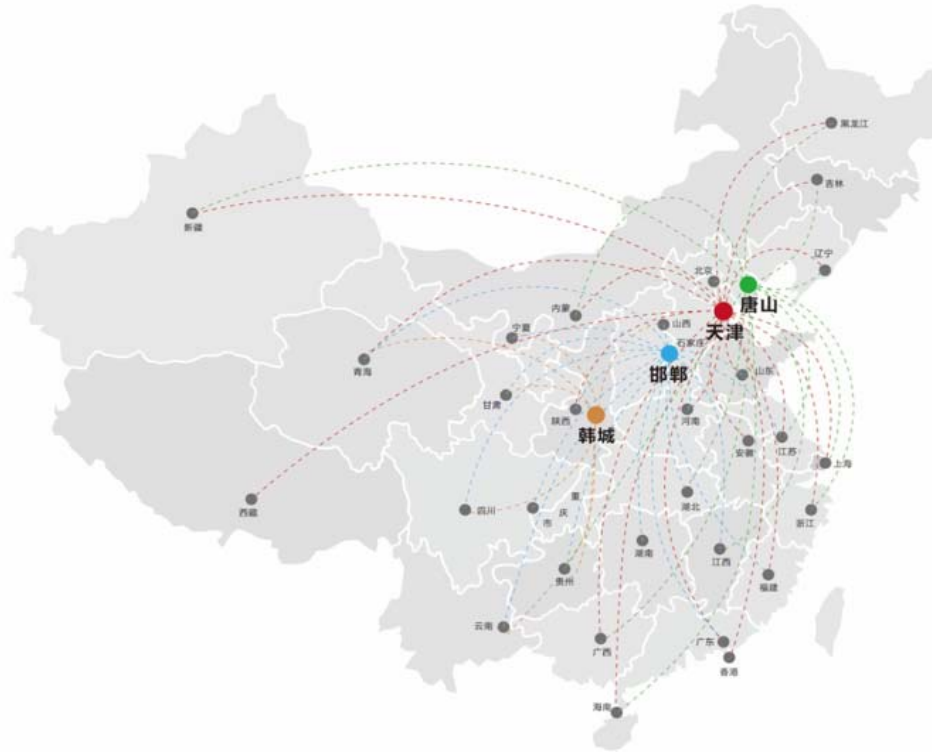 黑龙江
吉林
新疆
辽宁
北京
唐山
内蒙
天津
宁夏
山西
石家庄
青海
邯郸
山东
甘肃
陕西
河南
韩城
安徽
江苏
上海
西藏
重
四川
庆
市
湖北
浙江
湖南
江西
贵州
福建
云南
广西
广东
香港
海南